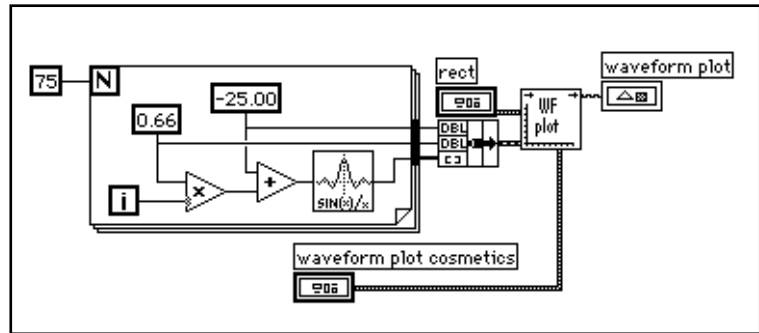 75
N
-25.00
0.66
i
x
+
SIN(x)/x
rect
DBL
DBL
[ ]
WF
plot
waveform plot
waveform plot cosmetics